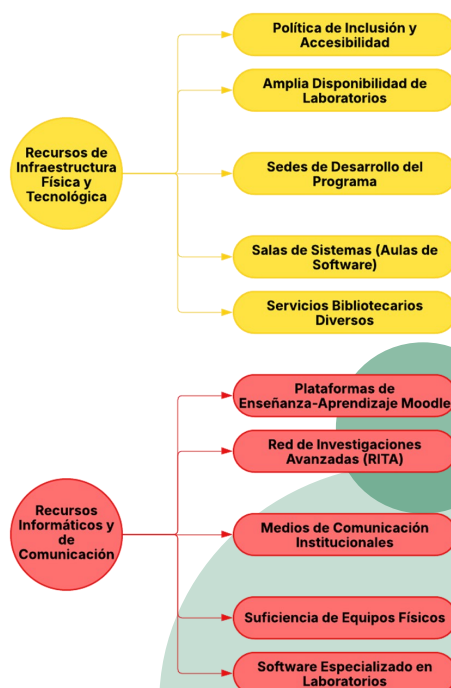 Política de Inclusión y
Accesibilidad
Amplia Disponibilidad de
Laboratorios
Recursos de
Infraestructura
Física y
Tecnológica
Sedes de Desarrollo del
Programa
Salas de Sistemas (Aulas de
Software)
Servicios Bibliotecarios
Diversos
Plataformas de
Enseñanza-Aprendizaje Moodle
Red de Investigaciones
Avanzadas (RITA)
Recursos
Informáticos y
de
Comunicación
Medios de Comunicación
Institucionales
Suficiencia de Equipos Físicos
Software Especializado en
Laboratorios